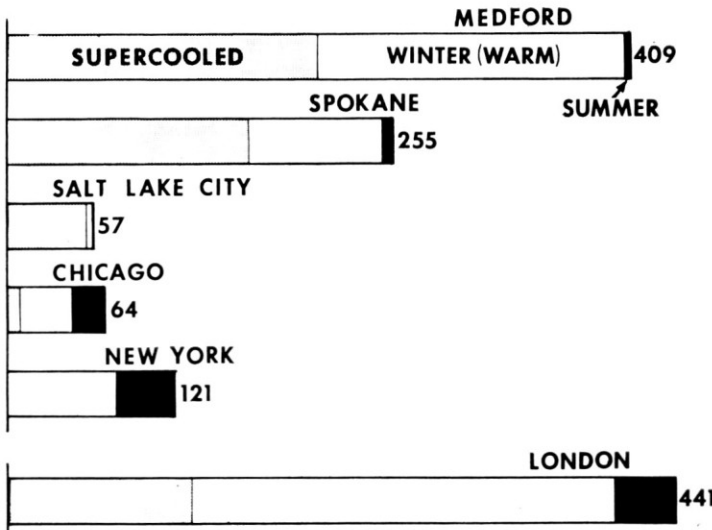 MEDFORD
SUPERCOOLED WINTER (WARM) 409
SUMMER
SPOKANE
255
SALT LAKE CITY
57
CHICAGO
64
NEW YORK
121
LONDON
441